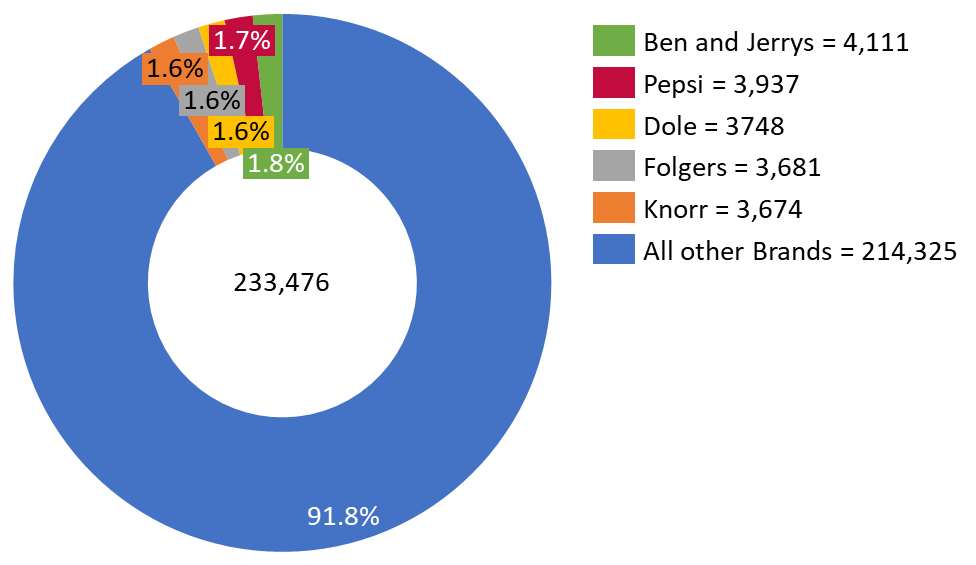 1.7%
1.6%
1.6%
1.6%
1.8%
233,476
91.8%
Ben and Jerrys = 4,111
Pepsi = 3,937
Dole = 3748
Folgers = 3,681
Knorr = 3,674
All other Brands = 214,325